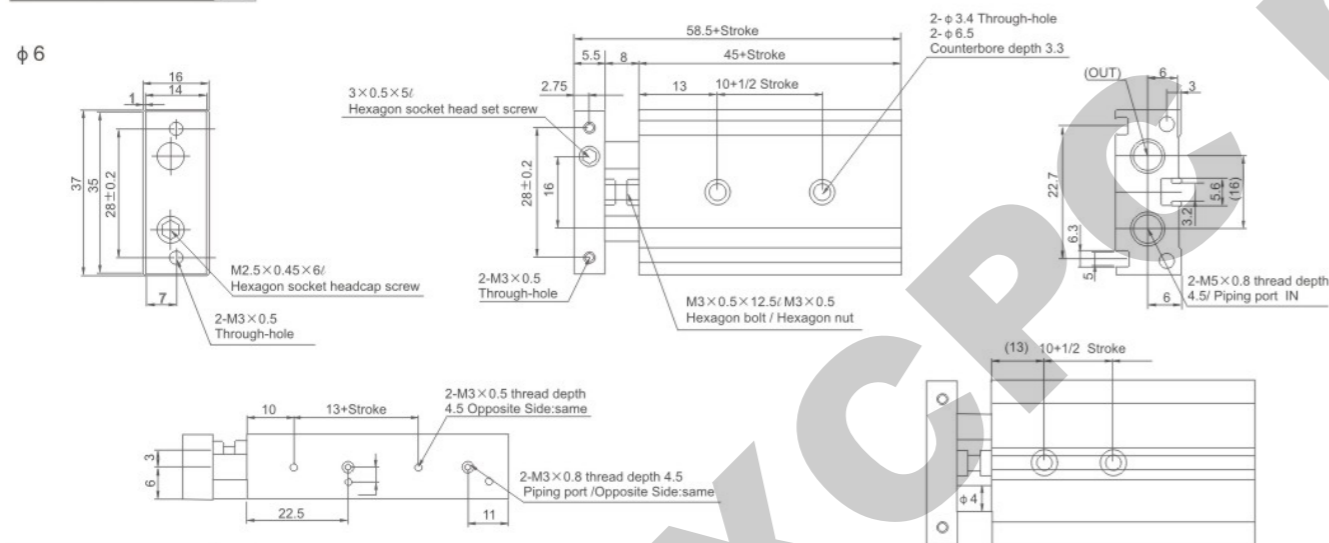 φ 6
16
14
1
37
35
28±0.2
7
M2.5×0.45×6ℓ
Hexagon socket headcap screw
2-M3×0.5
Through-hole
58.5+Stroke
5.5
8
45+Stroke
2.75
13
10+1/2 Stroke
3×0.5×5ℓ
Hexagon socket head set screw
28±0.2
16
2-M3×0.5
Through-hole
M3×0.5×12.5ℓ M3×0.5
Hexagon bolt / Hexagon nut
2- φ 3.4 Through-hole
2- φ 6.5
Counterbore depth 3.3
(OUT)
6
3
22.7
5.6
(16)
3.2
6.3
5
6
2-M5×0.8 thread depth
4.5/ Piping port IN
10
13+Stroke
2-M3×0.5 thread depth
4.5 Opposite Side:same
3
6
22.5
11
2-M3×0.8 thread depth 4.5
Piping port /Opposite Side:same
(13)
10+1/2 Stroke
φ 4
YCPC